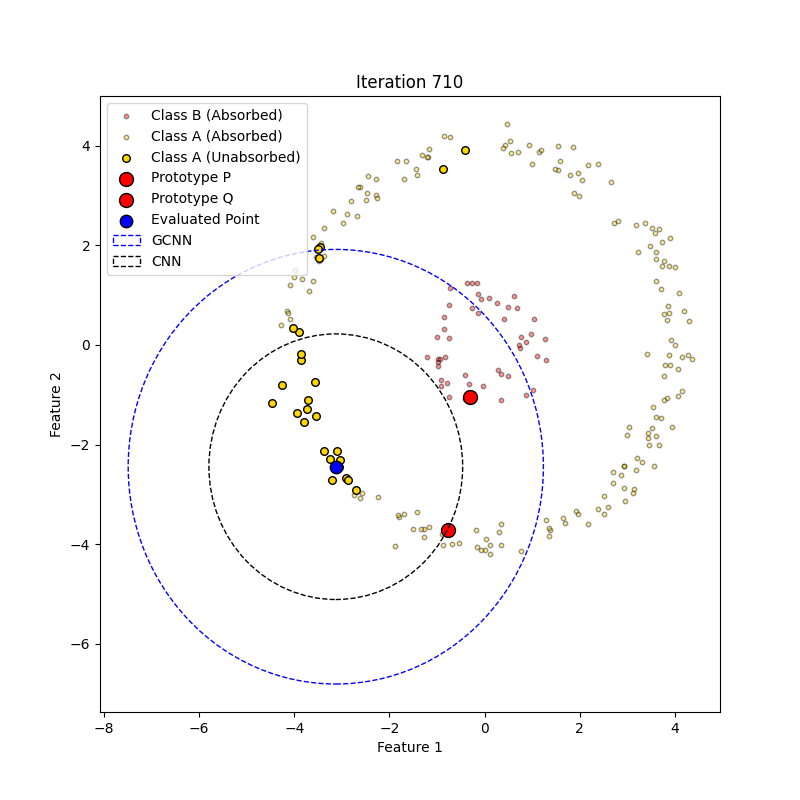 Iteration 710
Class B (Absorbed)
Class A (Absorbed)
Class A (Unabsorbed)
Prototype P
Prototype Q
Evaluated Point
GCNN
CNN
4
2
0
−2
−4
−6
Feature 2
−8
−6
−4
−2
0
2
4
Feature 1